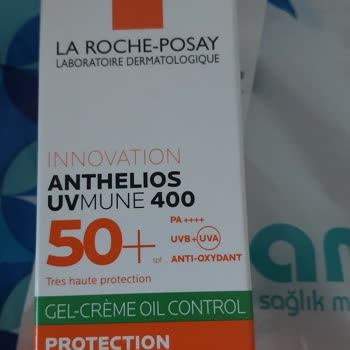 LA ROCHE-POSAY
LABORATOIRE DERMATOLOGIQUE
INNOVATION
ANTHELIOS
UVMUNE 400
50+ spf
PA ++++
UVB+UVA
ANTI-OXYDANT
Très haute protection
GEL-CRÈME OIL CONTROL
PROTECTION
sağlık